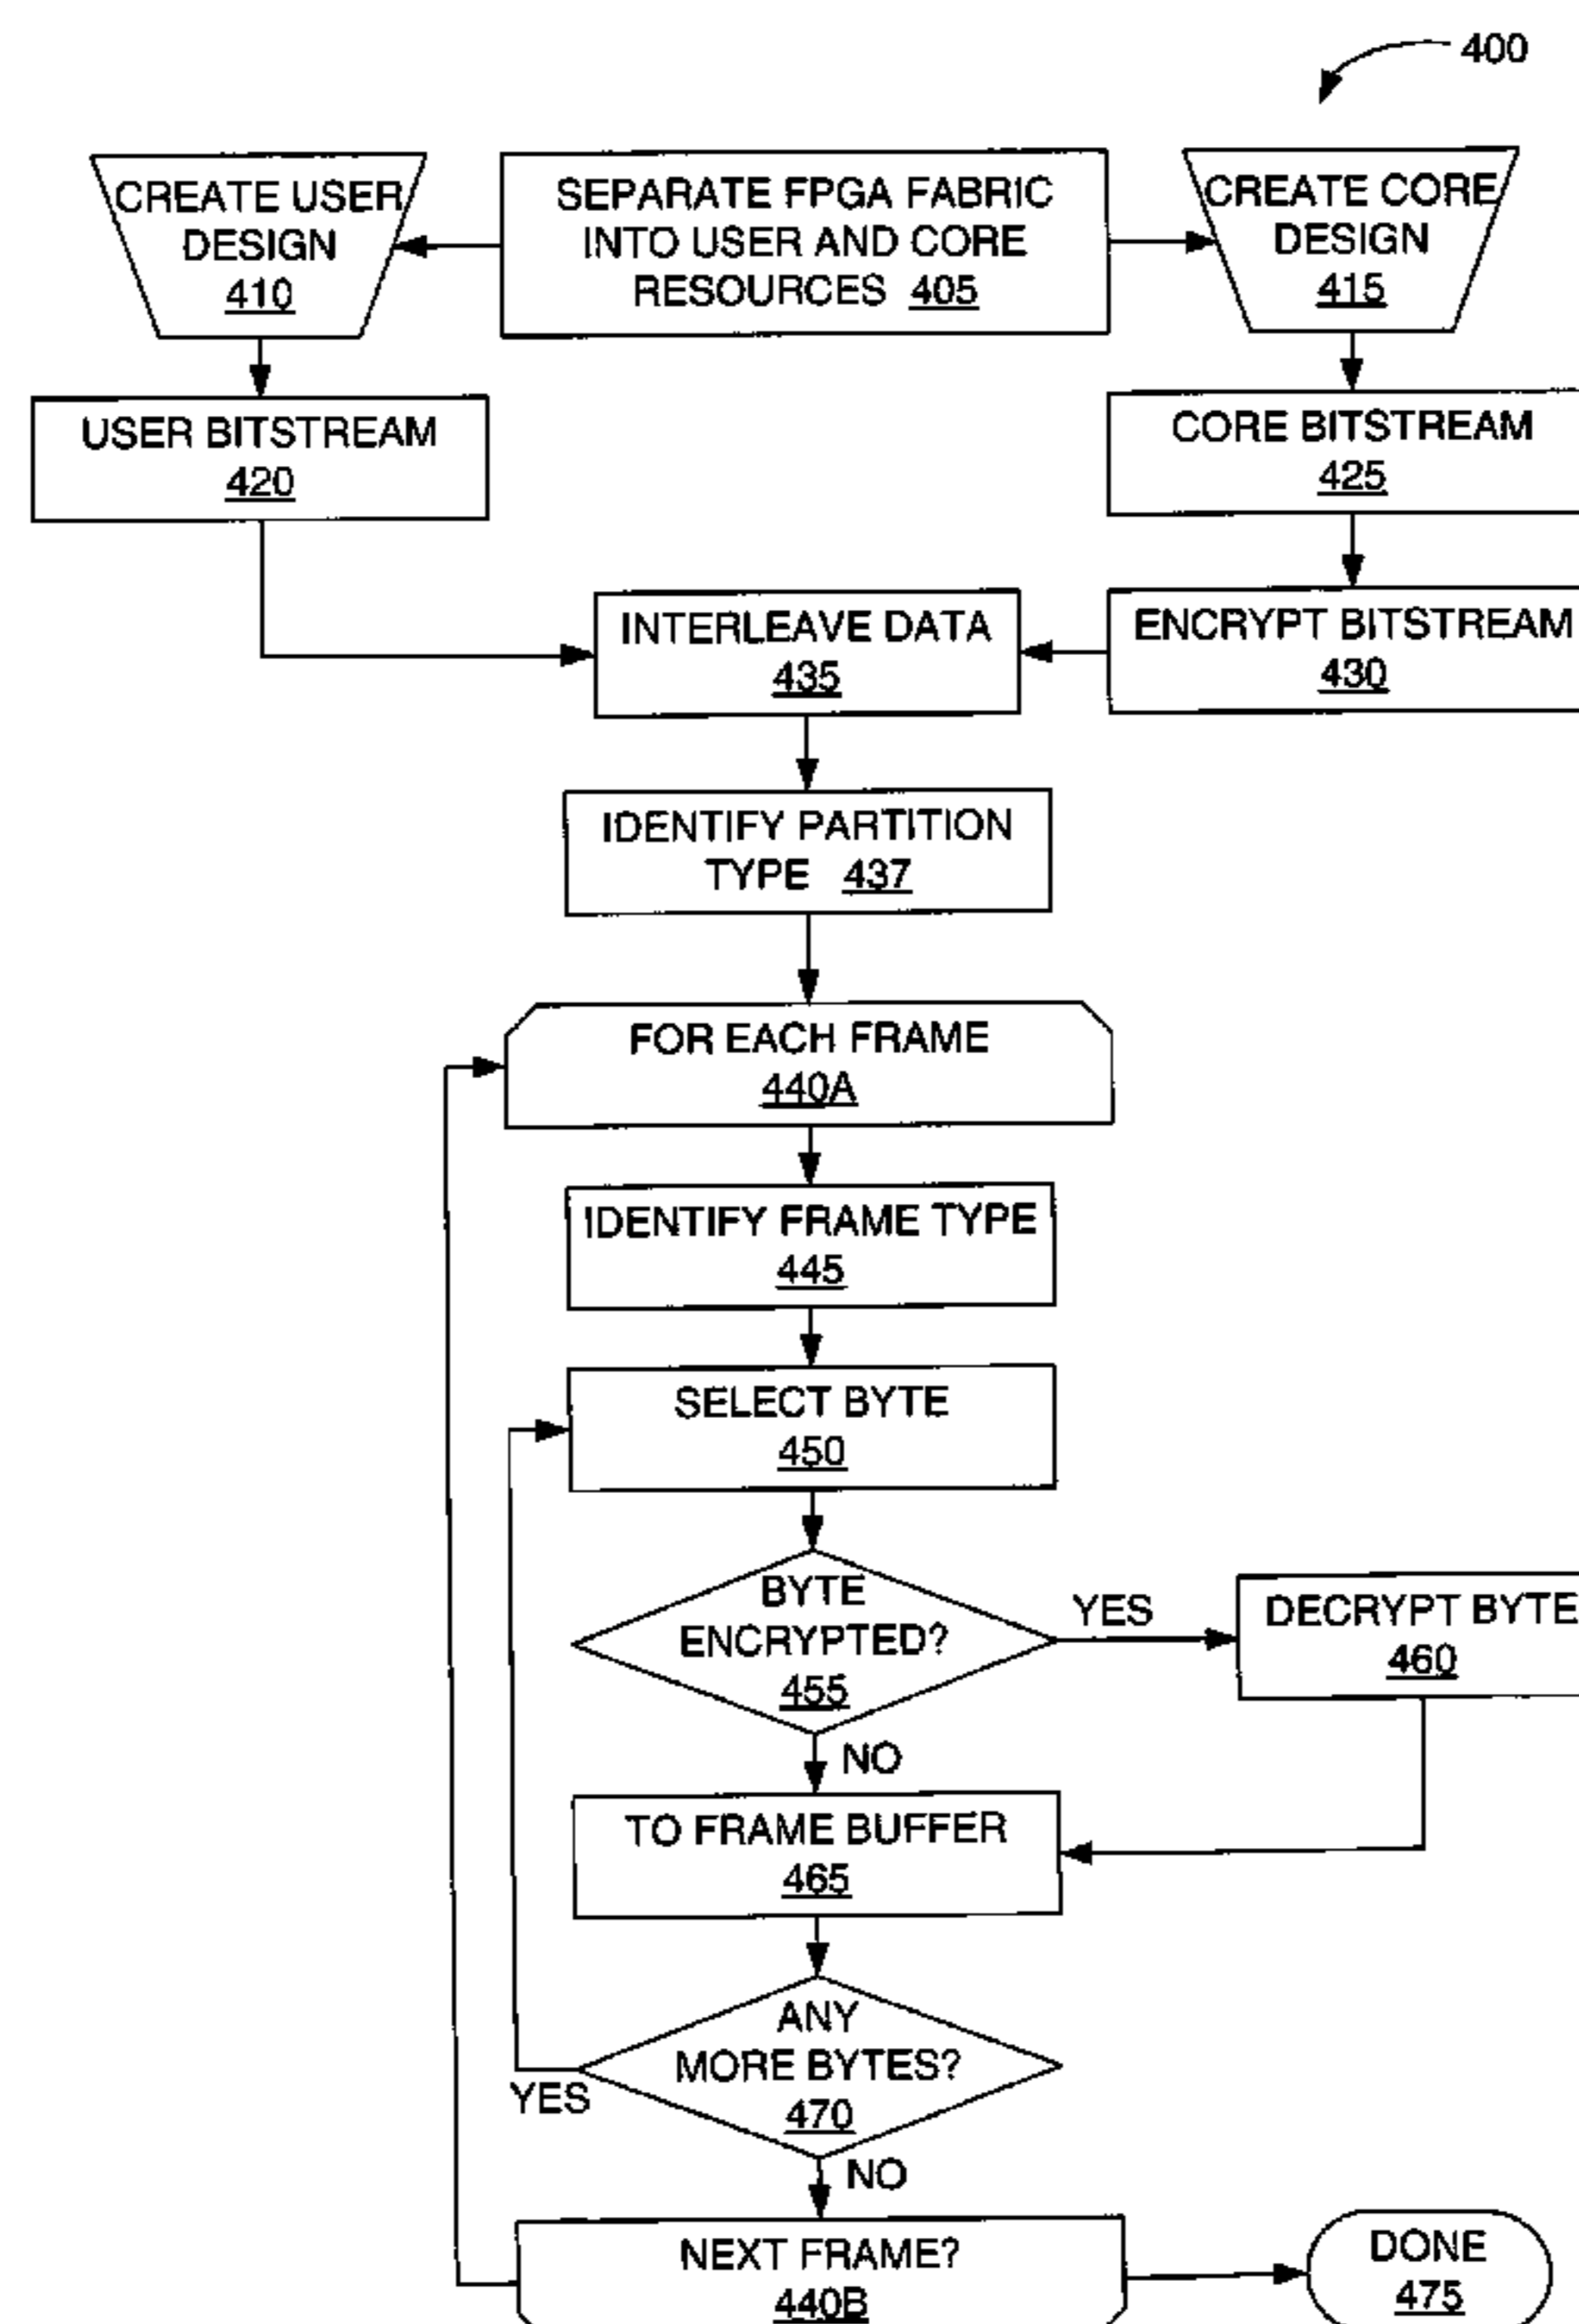 400
CREATE USER
DESIGN
410
SEPARATE FPGA FABRIC
INTO USER AND CORE
RESOURCES 405
CREATE CORE
DESIGN
415
USER BITSTREAM
420
CORE BITSTREAM
425
INTERLEAVE DATA
435
ENCRYPT BITSTREAM
430
IDENTIFY PARTITION
TYPE 437
FOR EACH FRAME
440A
IDENTIFY FRAME TYPE
445
SELECT BYTE
450
BYTE
ENCRYPTED?
455
YES
DECRYPT BYTE
460
NO
TO FRAME BUFFER
465
ANY
MORE BYTES?
470
YES
NO
NEXT FRAME?
440B
DONE
475